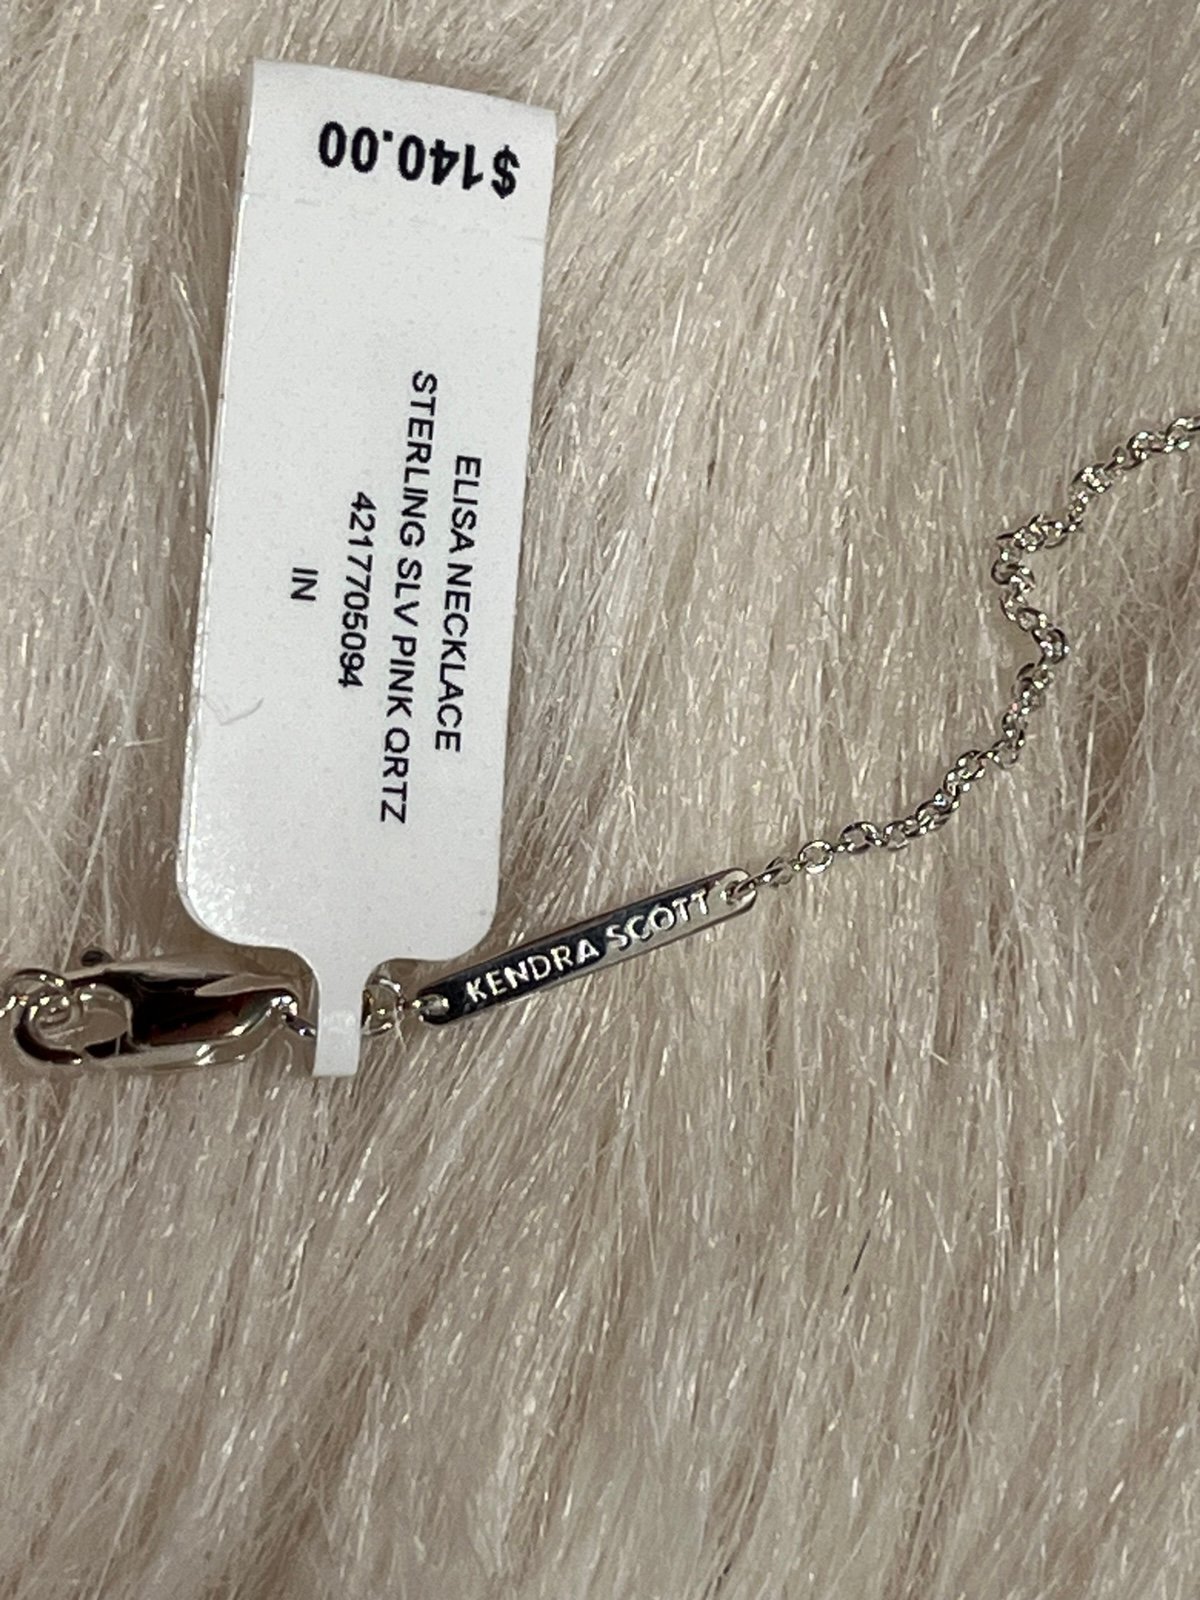 $140.00
ELISA NECKLACE
STERLING SLV PINK QRTZ
4217705094
IN
KENDRA SCOTT